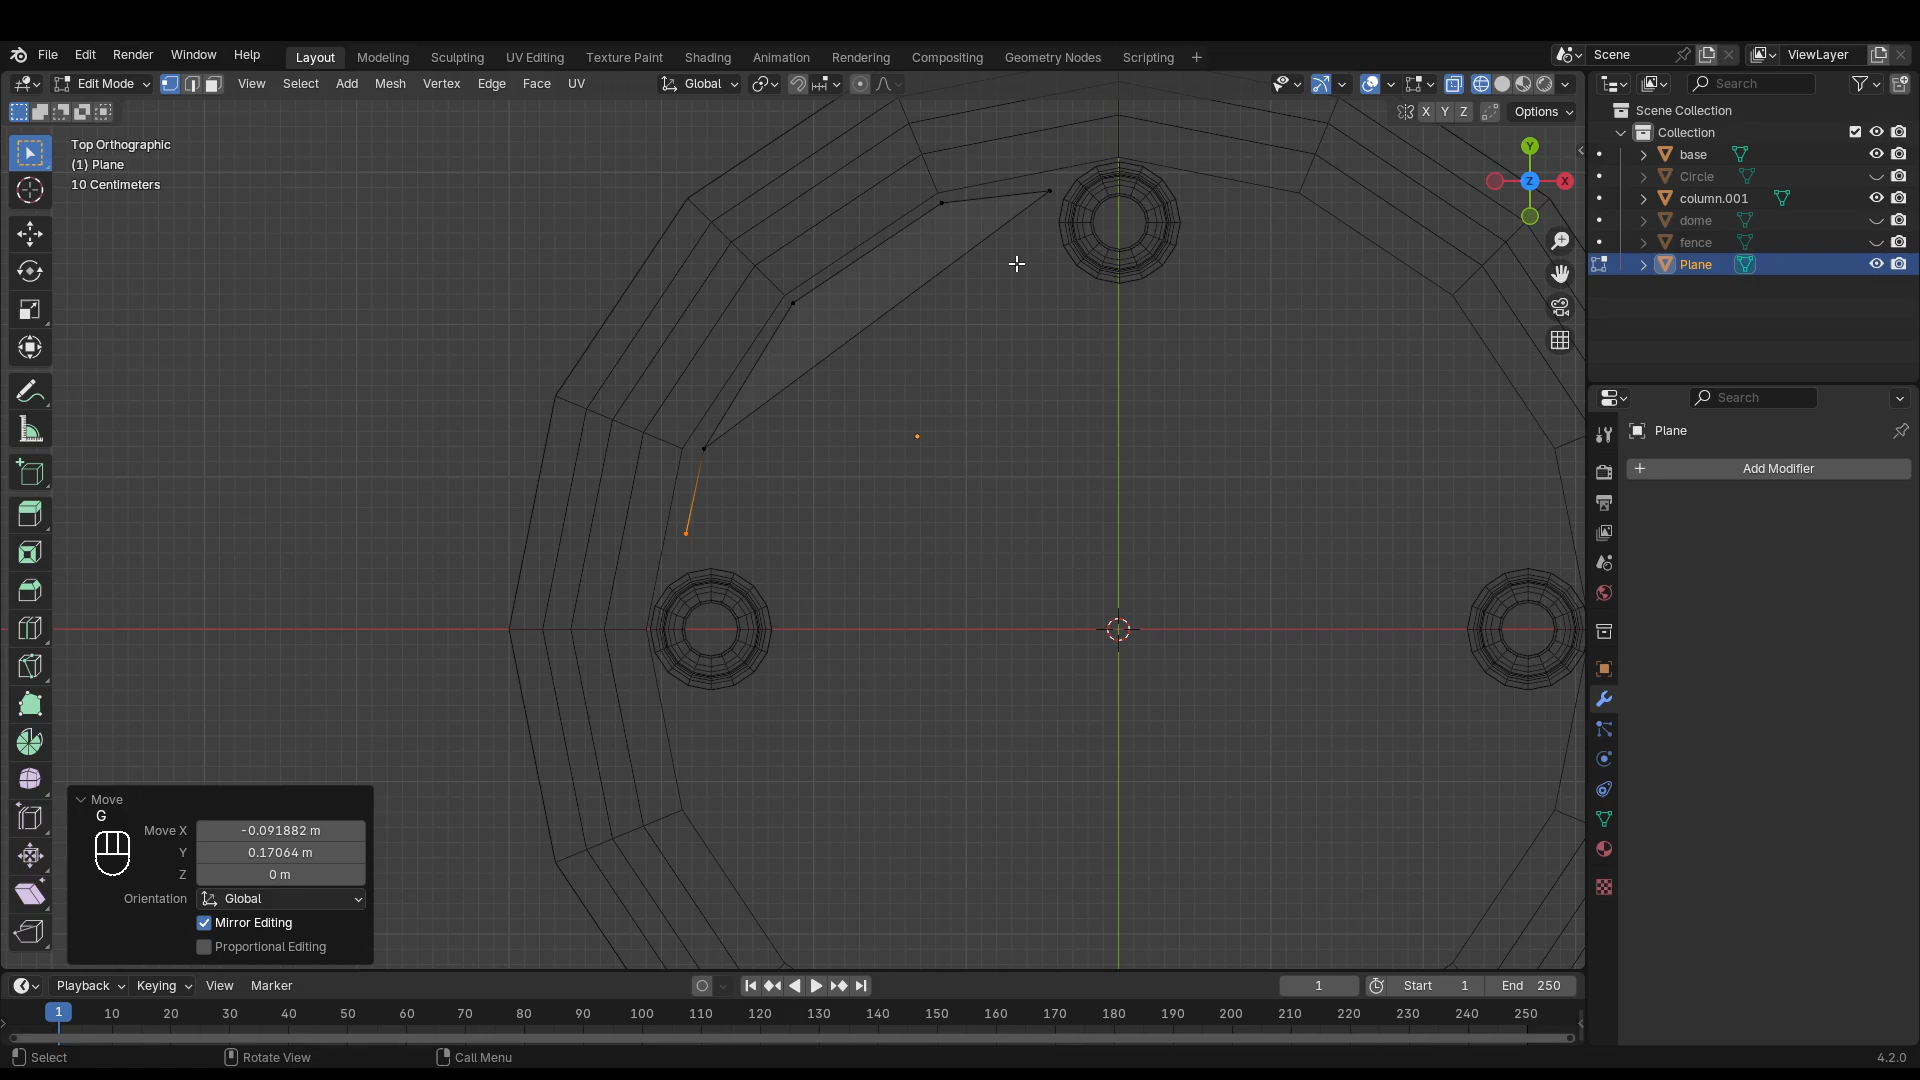 File Edit Render Window Help Layout Modeling Sculpting UV Editing Texture Paint Shading Animation Rendering Compositing Geometry Nodes Scripting + Scene ViewLayer
Edit Mode View Select Add Mesh Vertex Edge Face UV Global Search
X Y Z Options
Scene Collection
Collection
base
Circle
column.001
dome
fence
Plane
Top Orthographic
(1) Plane
10 Centimeters
Y
Z
X
Search
Plane
+ Add Modifier
Move
G
Move X -0.091882 m
Y 0.17064 m
Z 0 m
Orientation Global
Mirror Editing
Proportional Editing
Playback Keying View Marker 1 Start 1 End 250
1 10 20 30 40 50 60 70 80 90 100 110 120 130 140 150 160 170 180 190 200 210 220 230 240 250
Select Rotate View Call Menu 4.2.0